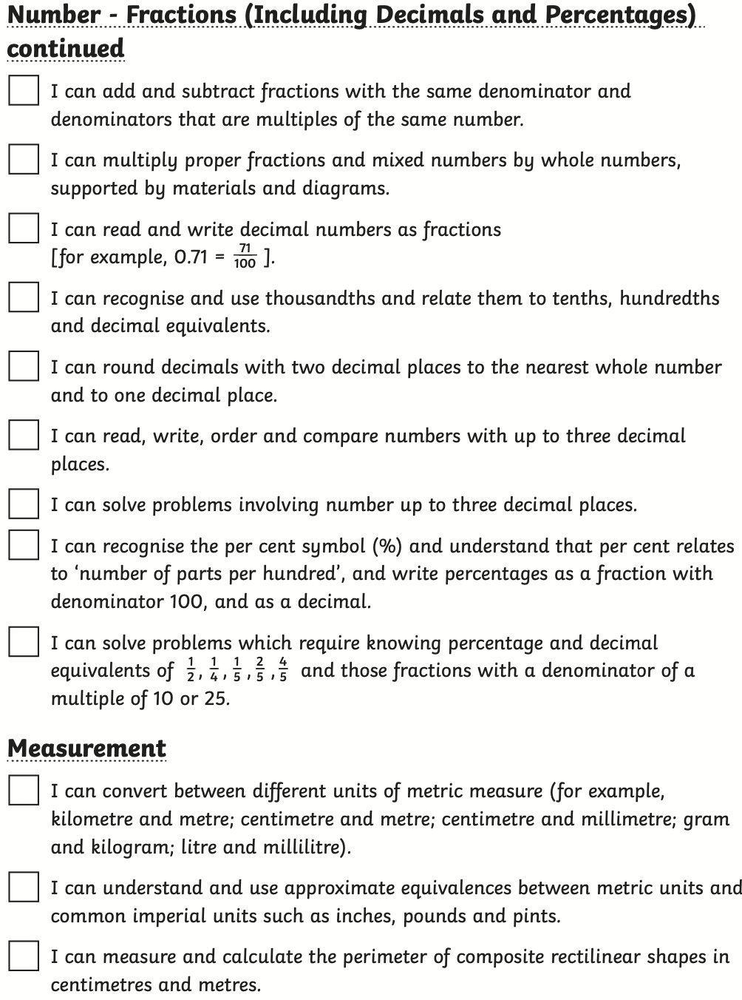 Number - Fractions (Including Decimals and Percentages)
continued
I can add and subtract fractions with the same denominator and
denominators that are multiples of the same number.
I can multiply proper fractions and mixed numbers by whole numbers,
supported by materials and diagrams.
I can read and write decimal numbers as fractions
[for example, 0.71 = 71/100 ].
I can recognise and use thousandths and relate them to tenths, hundredths
and decimal equivalents.
I can round decimals with two decimal places to the nearest whole number
and to one decimal place.
I can read, write, order and compare numbers with up to three decimal
places.
I can solve problems involving number up to three decimal places.
I can recognise the per cent symbol (%) and understand that per cent relates
to ‘number of parts per hundred’, and write percentages as a fraction with
denominator 100, and as a decimal.
I can solve problems which require knowing percentage and decimal
equivalents of 1/2, 1/4, 1/5, 2/5, 4/5 and those fractions with a denominator of a
multiple of 10 or 25.
Measurement
I can convert between different units of metric measure (for example,
kilometre and metre; centimetre and metre; centimetre and millimetre; gram
and kilogram; litre and millilitre).
I can understand and use approximate equivalences between metric units and
common imperial units such as inches, pounds and pints.
I can measure and calculate the perimeter of composite rectilinear shapes in
centimetres and metres.